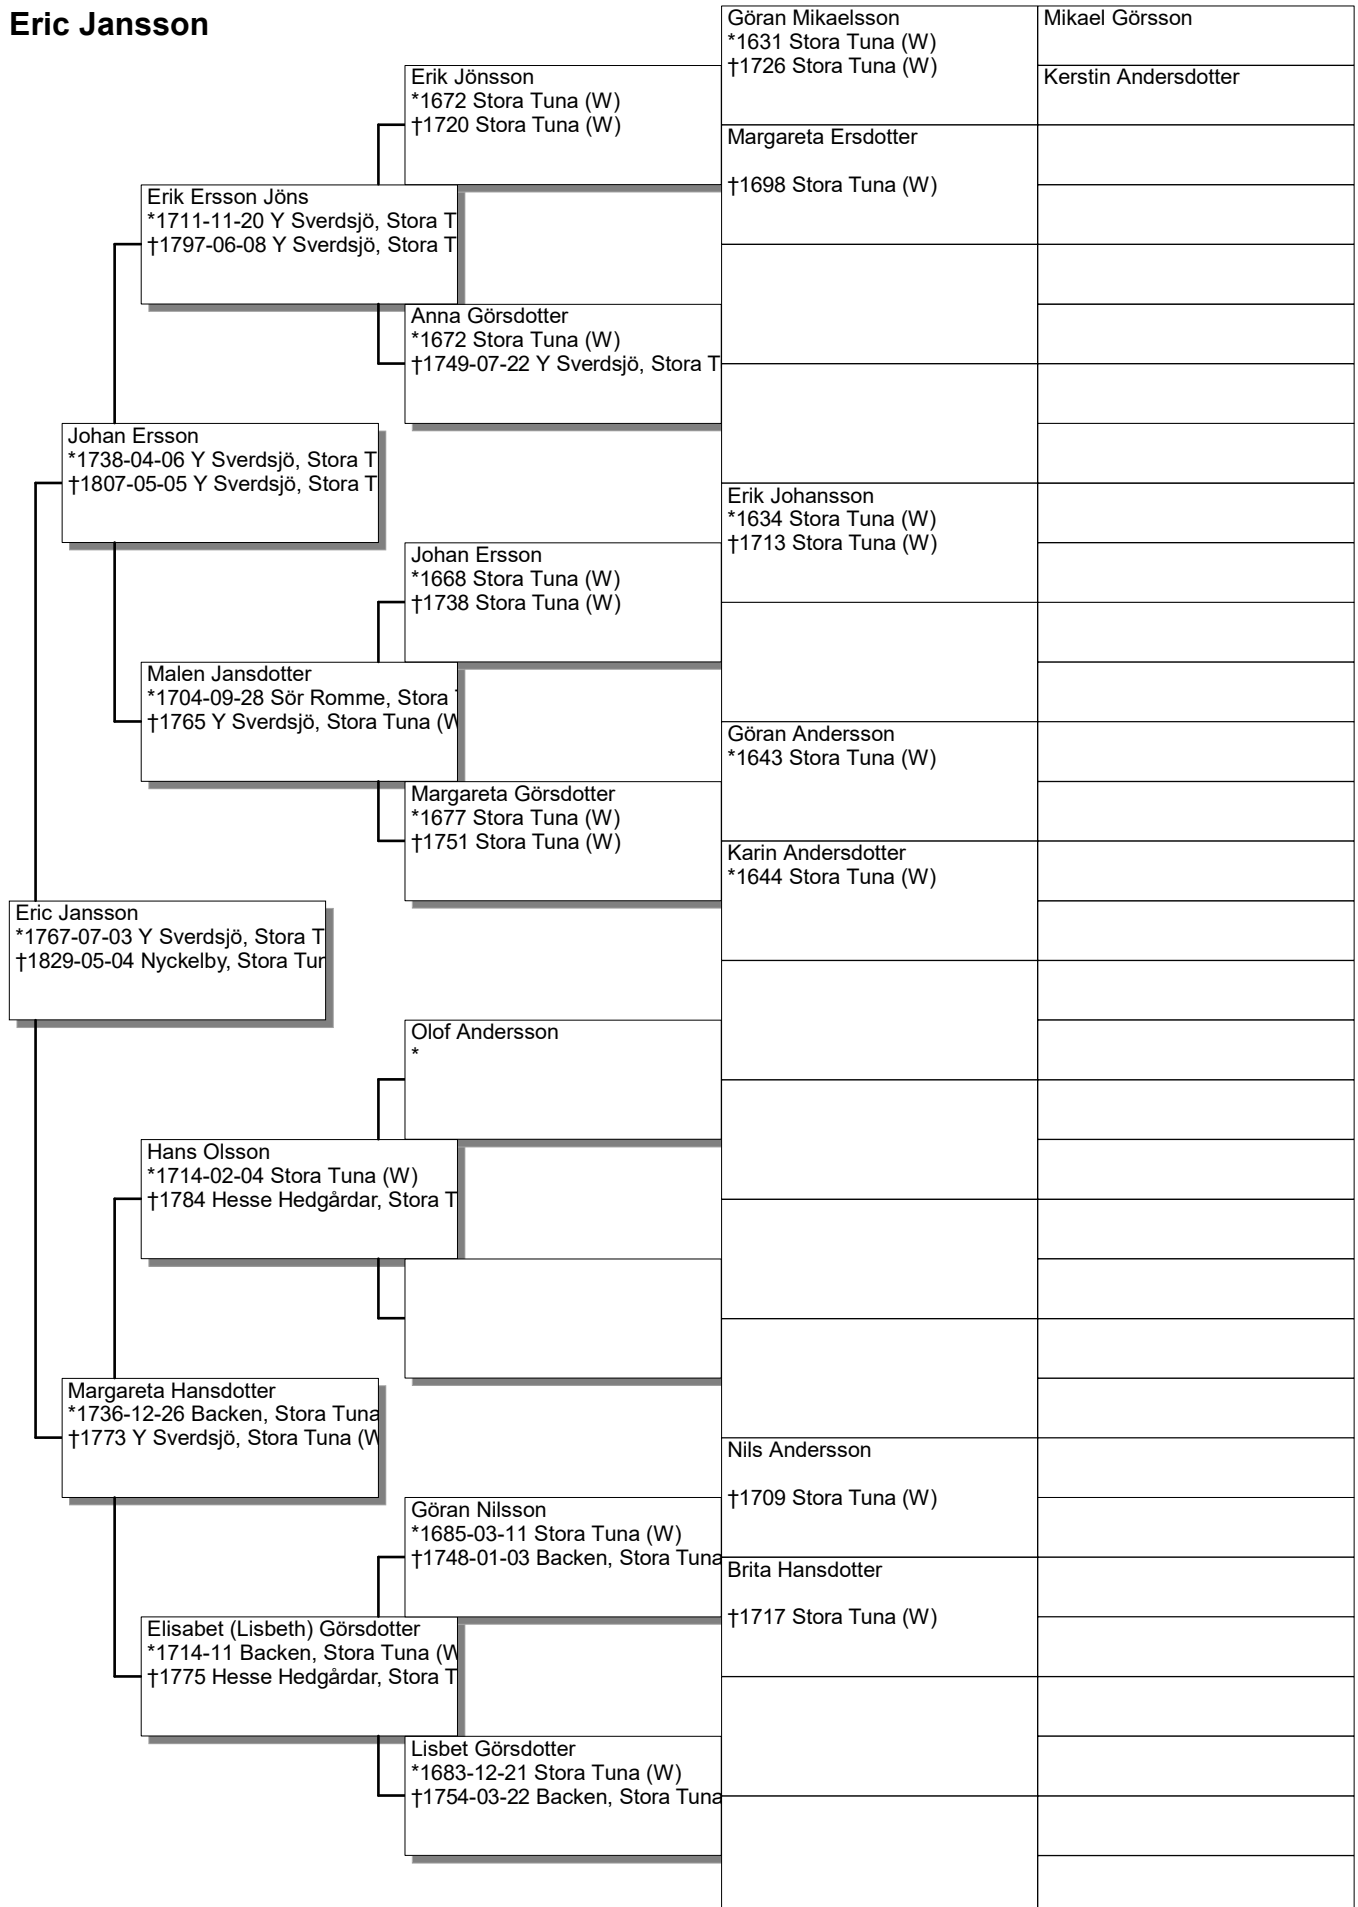 Eric Jansson
Göran Mikaelsson
*1631 Stora Tuna (W)
†1726 Stora Tuna (W)
Mikael Görsson
Kerstin Andersdotter
Erik Jönsson
*1672 Stora Tuna (W)
†1720 Stora Tuna (W)
Margareta Ersdotter
†1698 Stora Tuna (W)
Erik Ersson Jöns
*1711-11-20 Y Sverdsjö, Stora T
†1797-06-08 Y Sverdsjö, Stora T
Anna Görsdotter
*1672 Stora Tuna (W)
†1749-07-22 Y Sverdsjö, Stora T
Johan Ersson
*1738-04-06 Y Sverdsjö, Stora T
†1807-05-05 Y Sverdsjö, Stora T
Erik Johansson
*1634 Stora Tuna (W)
†1713 Stora Tuna (W)
Johan Ersson
*1668 Stora Tuna (W)
†1738 Stora Tuna (W)
Malen Jansdotter
*1704-09-28 Sör Romme, Stora
†1765 Y Sverdsjö, Stora Tuna (W
Göran Andersson
*1643 Stora Tuna (W)
Margareta Görsdotter
*1677 Stora Tuna (W)
†1751 Stora Tuna (W)
Karin Andersdotter
*1644 Stora Tuna (W)
Eric Jansson
*1767-07-03 Y Sverdsjö, Stora T
†1829-05-04 Nyckelby, Stora Tun
Olof Andersson
*
Hans Olsson
*1714-02-04 Stora Tuna (W)
†1784 Hesse Hedgårdar, Stora T
Margareta Hansdotter
*1736-12-26 Backen, Stora Tuna
†1773 Y Sverdsjö, Stora Tuna (W
Nils Andersson
†1709 Stora Tuna (W)
Göran Nilsson
*1685-03-11 Stora Tuna (W)
†1748-01-03 Backen, Stora Tuna
Brita Hansdotter
†1717 Stora Tuna (W)
Elisabet (Lisbeth) Görsdotter
*1714-11 Backen, Stora Tuna (W
†1775 Hesse Hedgårdar, Stora T
Lisbet Görsdotter
*1683-12-21 Stora Tuna (W)
†1754-03-22 Backen, Stora Tuna